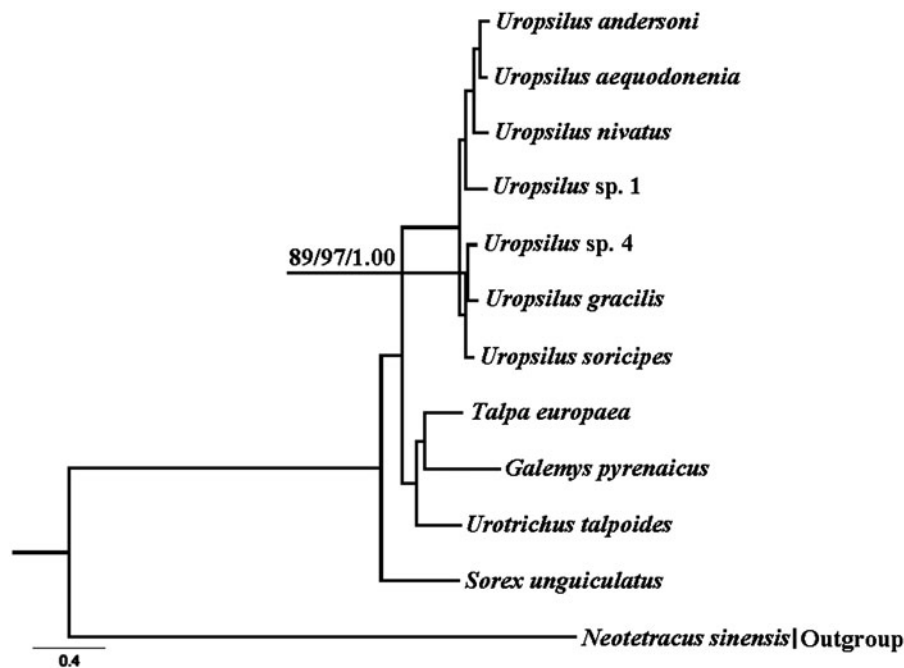 Uropsilus andersoni
Uropsilus aequodonenia
Uropsilus nivatus
Uropsilus sp. 1
Uropsilus sp. 4
89/97/1.00
Uropsilus gracilis
Uropsilus soricipes
Talpa europaea
Galemys pyrenaicus
Urotrichus talpoides
Sorex unguiculatus
Neotetracus sinensis|Outgroup
0.4